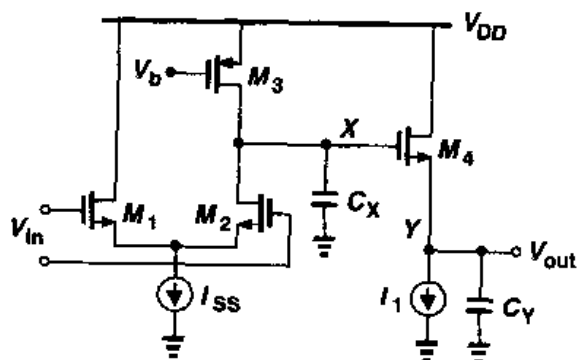 V_DD
V_b
M_3
X
M_4
M_1
M_2
C_X
V_in
Y
V_out
I_SS
I_1
C_Y